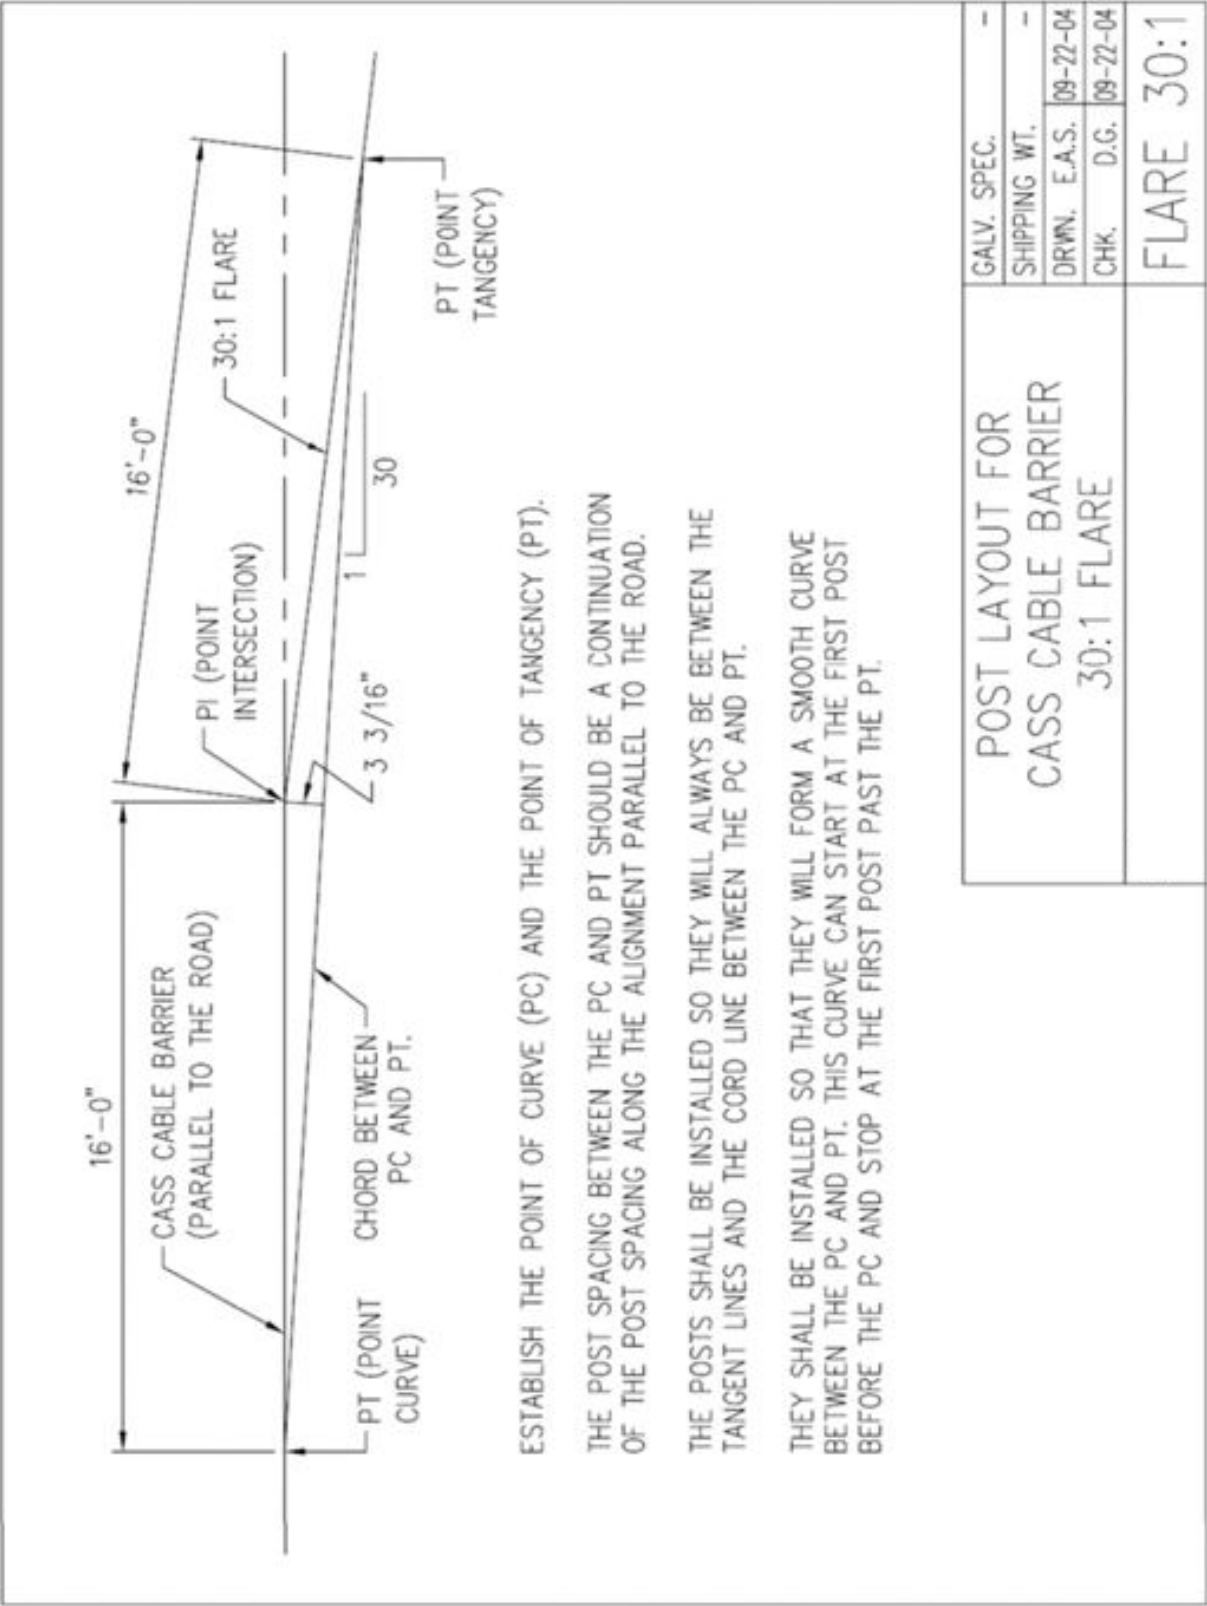 16'-0"
16'-0"
CASS CABLE BARRIER
(PARALLEL TO THE ROAD)
PI (POINT
INTERSECTION)
30:1 FLARE
PT (POINT
CURVE)
CHORD BETWEEN
PC AND PT.
3 3/16"
1
30
PT (POINT
TANGENCY)
ESTABLISH THE POINT OF CURVE (PC) AND THE POINT OF TANGENCY (PT).
THE POST SPACING BETWEEN THE PC AND PT SHOULD BE A CONTINUATION
OF THE POST SPACING ALONG THE ALIGNMENT PARALLEL TO THE ROAD.
THE POSTS SHALL BE INSTALLED SO THEY WILL ALWAYS BE BETWEEN THE
TANGENT LINES AND THE CORD LINE BETWEEN THE PC AND PT.
THEY SHALL BE INSTALLED SO THAT THEY WILL FORM A SMOOTH CURVE
BETWEEN THE PC AND PT. THIS CURVE CAN START AT THE FIRST POST
BEFORE THE PC AND STOP AT THE FIRST POST PAST THE PT.
POST LAYOUT FOR
CASS CABLE BARRIER
30:1 FLARE
GALV. SPEC. -
SHIPPING WT. -
DRWN. E.A.S. 09-22-04
CHK. D.G. 09-22-04
FLARE 30:1